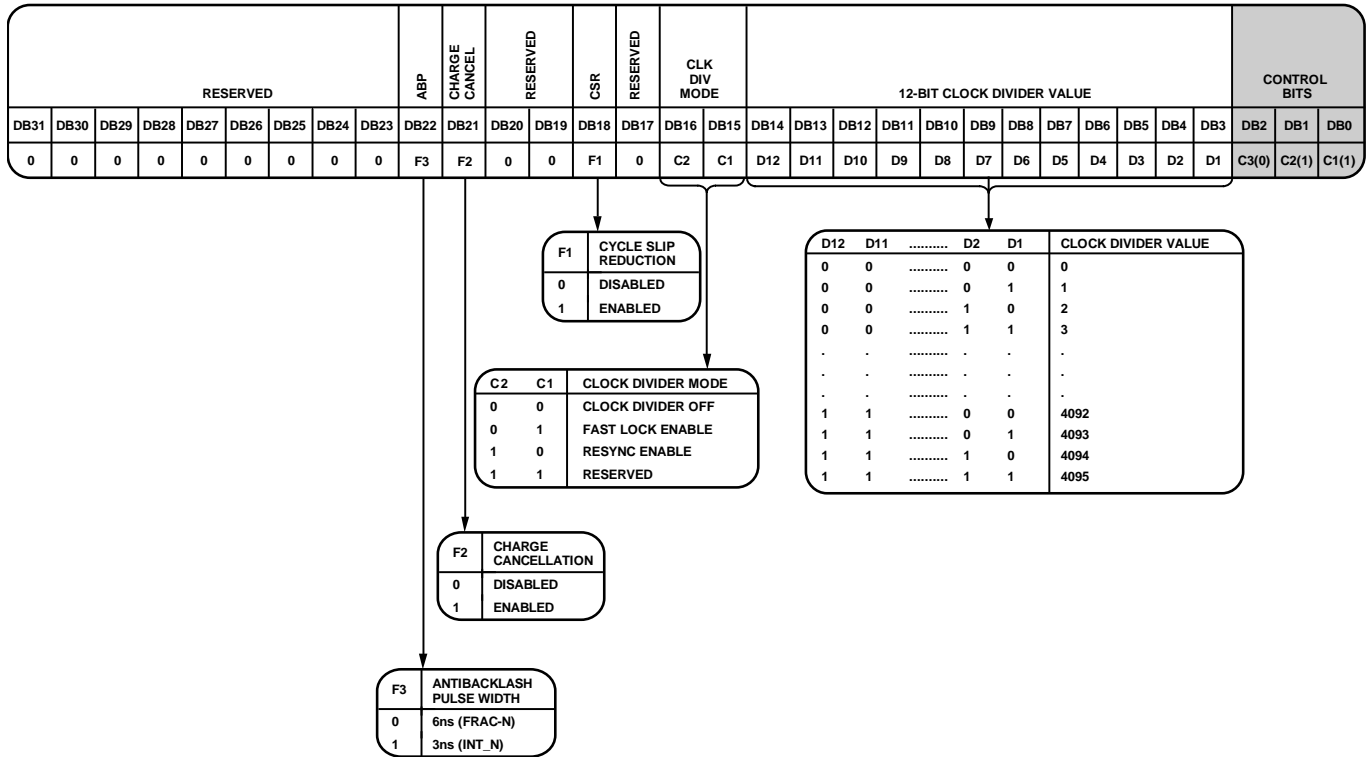 RESERVED
ABP
CHARGE
CANCEL
RESERVED
CSR
RESERVED
CLK
DIV
MODE
12-BIT CLOCK DIVIDER VALUE
CONTROL
BITS
DB31 DB30 DB29 DB28 DB27 DB26 DB25 DB24 DB23 DB22 DB21 DB20 DB19 DB18 DB17 DB16 DB15 DB14 DB13 DB12 DB11 DB10 DB9 DB8 DB7 DB6 DB5 DB4 DB3 DB2 DB1 DB0
0 0 0 0 0 0 0 0 0 F3 F2 0 0 F1 0 C2 C1 D12 D11 D10 D9 D8 D7 D6 D5 D4 D3 D2 D1 C3(0) C2(1) C1(1)
F1 CYCLE SLIP
REDUCTION
0 DISABLED
1 ENABLED
D12 D11 .......... D2 D1 CLOCK DIVIDER VALUE
0 0 .......... 0 0 0
0 0 .......... 0 1 1
0 0 .......... 1 0 2
0 0 .......... 1 1 3
. . .......... . . .
. . .......... . . .
. . .......... . . .
1 1 .......... 0 0 4092
1 1 .......... 0 1 4093
1 1 .......... 1 0 4094
1 1 .......... 1 1 4095
C2 C1 CLOCK DIVIDER MODE
0 0 CLOCK DIVIDER OFF
0 1 FAST LOCK ENABLE
1 0 RESYNC ENABLE
1 1 RESERVED
F2 CHARGE
CANCELLATION
0 DISABLED
1 ENABLED
F3 ANTIBACKLASH
PULSE WIDTH
0 6ns (FRAC-N)
1 3ns (INT_N)